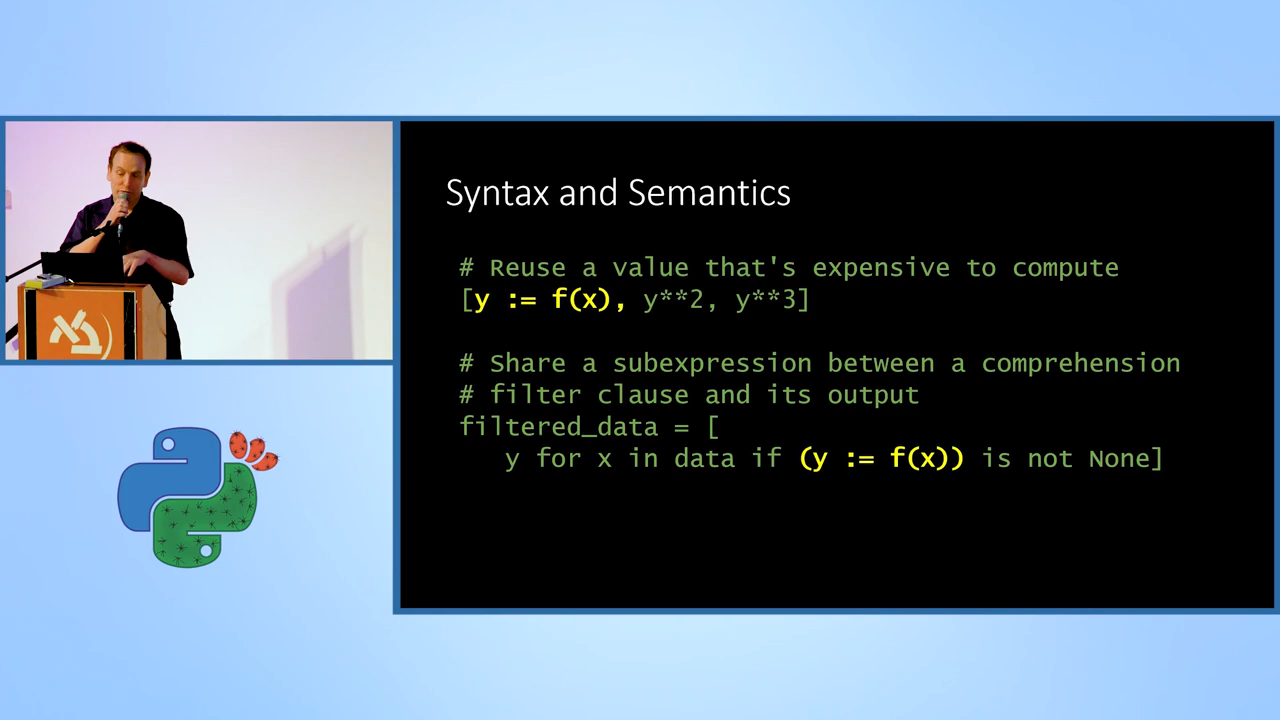 Syntax and Semantics
# Reuse a value that's expensive to compute
[y := f(x), y**2, y**3]
# Share a subexpression between a comprehension
# filter clause and its output
filtered_data = [
y for x in data if (y := f(x)) is not None]